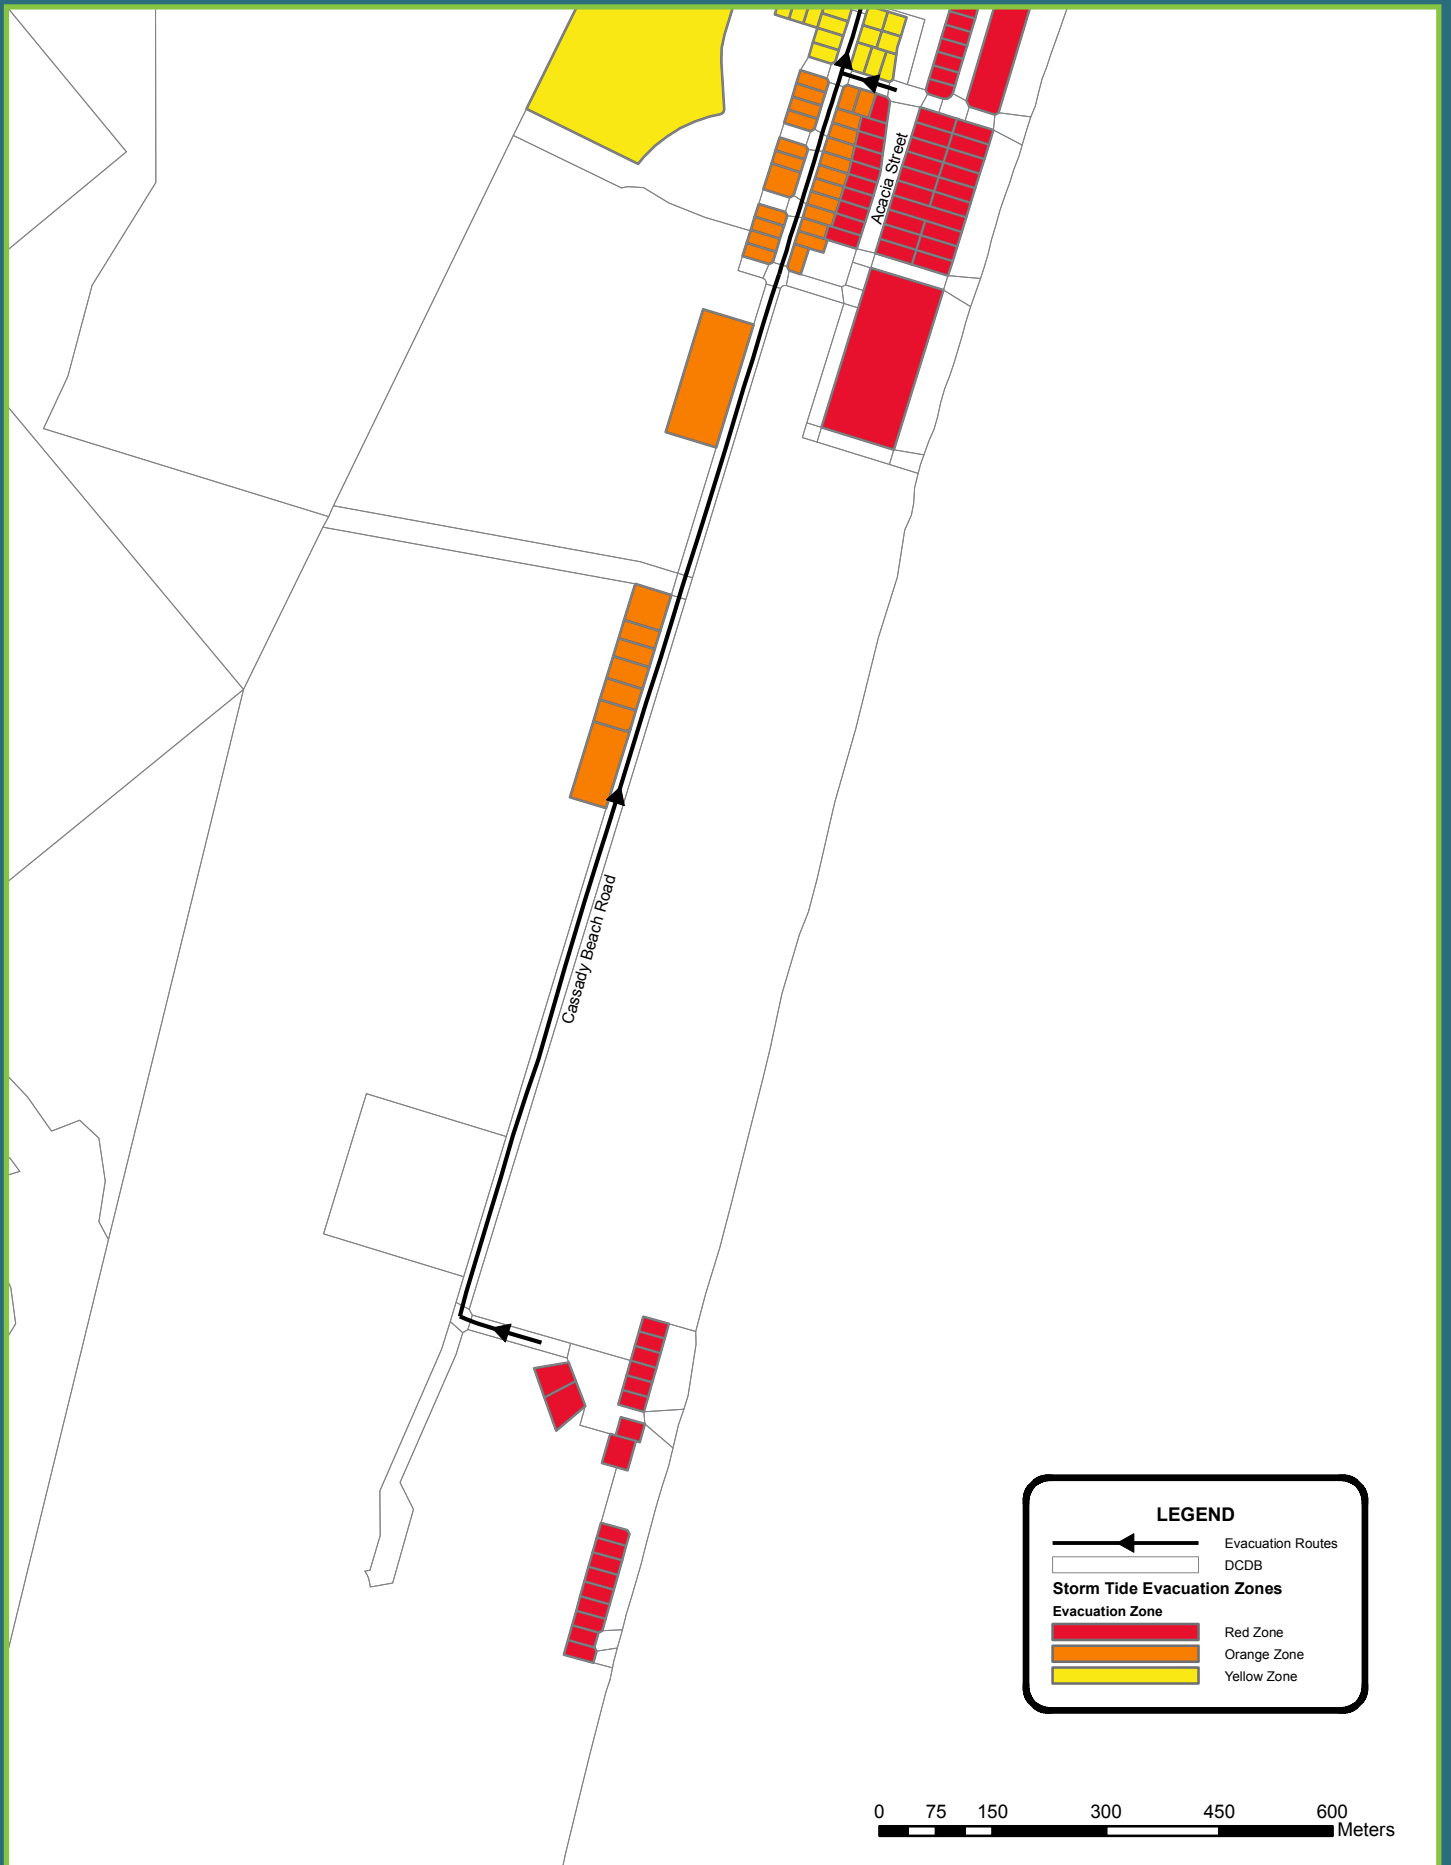 Acacia Street
Cassady Beach Road
LEGEND
Evacuation Routes
DCDB
Storm Tide Evacuation Zones
Evacuation Zone
Red Zone
Orange Zone
Yellow Zone
0 75 150 300 450 600
Meters